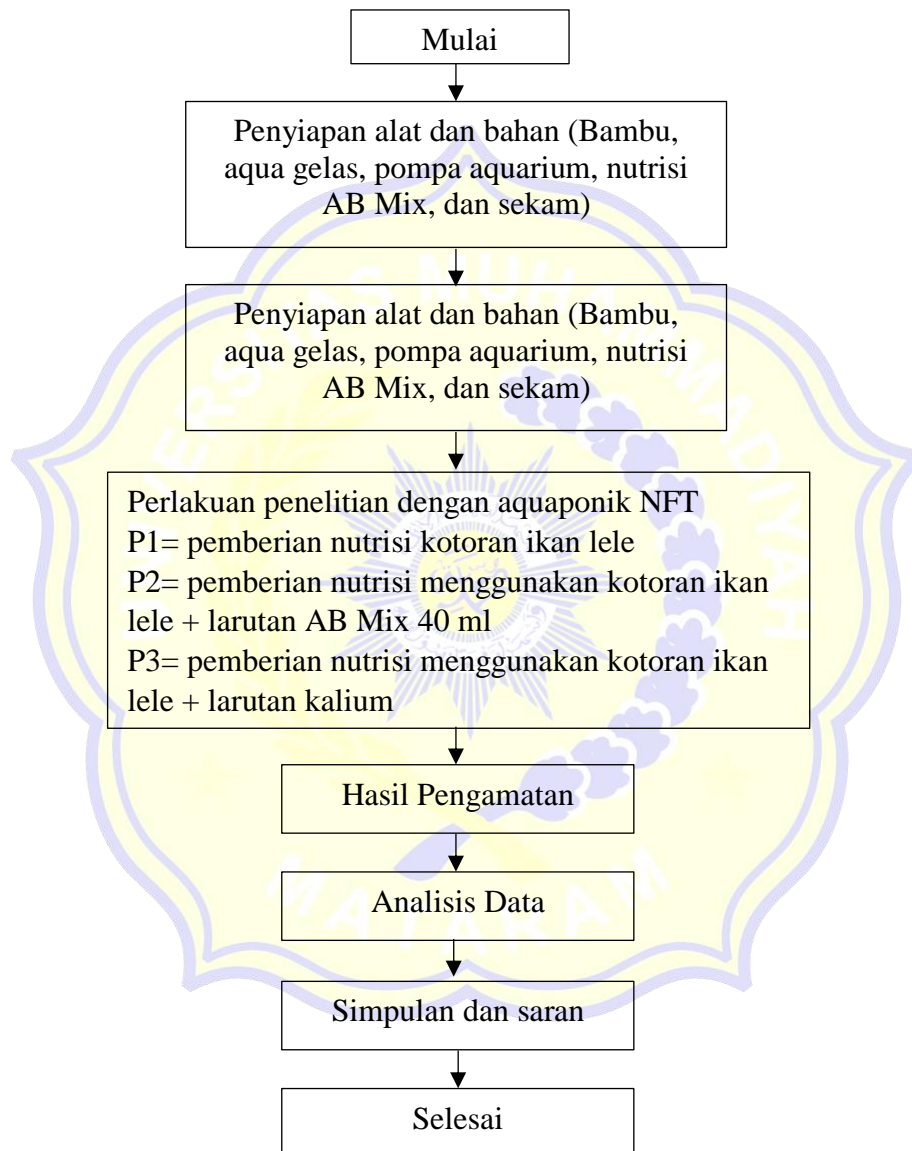 Mulai
Penyiapan alat dan bahan (Bambu,
aqua gelas, pompa aquarium, nutrisi
AB Mix, dan sekam)
Penyiapan alat dan bahan (Bambu,
aqua gelas, pompa aquarium, nutrisi
AB Mix, dan sekam)
Perlakuan penelitian dengan aquaponik NFT
P1= pemberian nutrisi kotoran ikan lele
P2= pemberian nutrisi menggunakan kotoran ikan
lele + larutan AB Mix 40 ml
P3= pemberian nutrisi menggunakan kotoran ikan
lele + larutan kalium
Hasil Pengamatan
Analisis Data
Simpulan dan saran
Selesai
UNIVERSITAS MUHAMMADIYAH
MATARAM